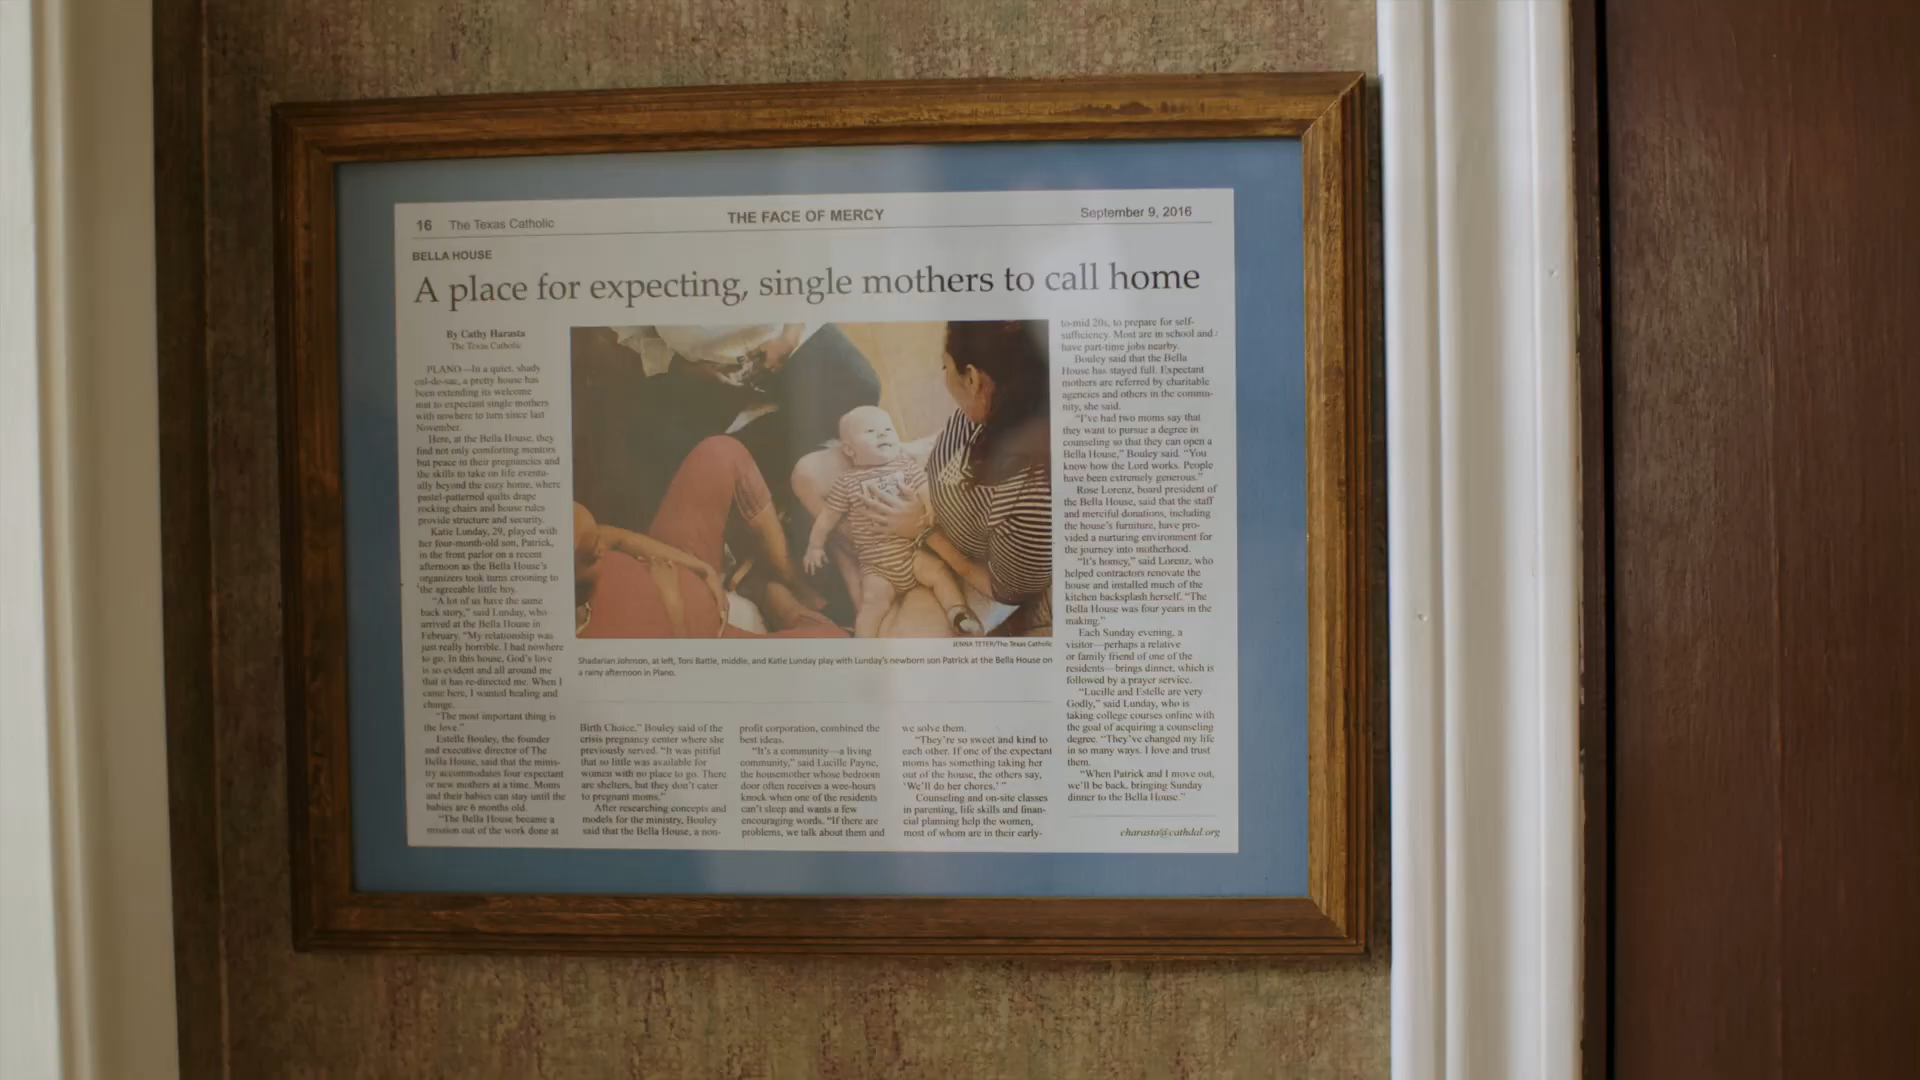 16 The Texas Catholic
THE FACE OF MERCY
September 9, 2016
BELLA HOUSE
A place for expecting, single mothers to call home
By Cathy Harasta
The Texas Catholic
PLANO—In a quiet, shady
cul-de-sac, a pretty house has
been extending its welcome
mat to expectant single mothers
with nowhere to turn since last
November.
Here, at the Bella House, they
find not only comforting mentors
but peace in their pregnancies and
the skills to take on life eventu-
ally beyond the cozy home, where
pastel-patterned quilts drape
rocking chairs and house rules
provide structure and security.
Katie Lunday, 29, played with
her four-month-old son, Patrick,
in the front parlor on a recent
afternoon as the Bella House's
organizers took turns crooning to
the agreeable little boy.
"A lot of us have the same
back story," said Lunday, who
arrived at the Bella House in
February. "My relationship was
just really horrible. I had nowhere
to go. In this house, God's love
is so evident and all around me
that it has re-directed me. When I
came here, I wanted healing and
change.
"The most important thing is
the love."
Estelle Bouley, the founder
and executive director of The
Bella House, said that the minis-
try accommodates four expectant
or new mothers at a time. Moms
and their babies can stay until the
babies are 6 months old.
"The Bella House became a
mission out of the work done at
JENNA TETER/The Texas Catholic
Shadarian Johnson, at left, Toni Battle, middle, and Katie Lunday play with Lunday's newborn son Patrick at the Bella House on
a rainy afternoon in Plano.
Birth Choice," Bouley said of the
crisis pregnancy center where she
previously served. "It was pitiful
that so little was available for
women with no place to go. There
are shelters, but they don't cater
to pregnant moms."
After researching concepts and
models for the ministry, Bouley
said that the Bella House, a non-
profit corporation, combined the
best ideas.
"It's a community—a living
community," said Lucille Payne,
the housemother whose bedroom
door often receives a wee-hours
knock when one of the residents
can't sleep and wants a few
encouraging words. "If there are
problems, we talk about them and
we solve them.
"They're so sweet and kind to
each other. If one of the expectant
moms has something taking her
out of the house, the others say,
'We'll do her chores.'"
Counseling and on-site classes
in parenting, life skills and finan-
cial planning help the women,
most of whom are in their early-
to-mid 20s, to prepare for self-
sufficiency. Most are in school and
have part-time jobs nearby.
Bouley said that the Bella
House has stayed full. Expectant
mothers are referred by charitable
agencies and others in the commu-
nity, she said.
"I've had two moms say that
they want to pursue a degree in
counseling so that they can open a
Bella House," Bouley said. "You
know how the Lord works. People
have been extremely generous."
Rose Lorenz, board president of
the Bella House, said that the staff
and merciful donations, including
the house's furniture, have pro-
vided a nurturing environment for
the journey into motherhood.
"It's homey," said Lorenz, who
helped contractors renovate the
house and installed much of the
kitchen backsplash herself. "The
Bella House was four years in the
making."
Each Sunday evening, a
visitor—perhaps a relative
or family friend of one of the
residents—brings dinner, which is
followed by a prayer service.
"Lucille and Estelle are very
Godly," said Lunday, who is
taking college courses online with
the goal of acquiring a counseling
degree. "They've changed my life
in so many ways. I love and trust
them.
"When Patrick and I move out,
we'll be back, bringing Sunday
dinner to the Bella House."
charasta@cathdal.org